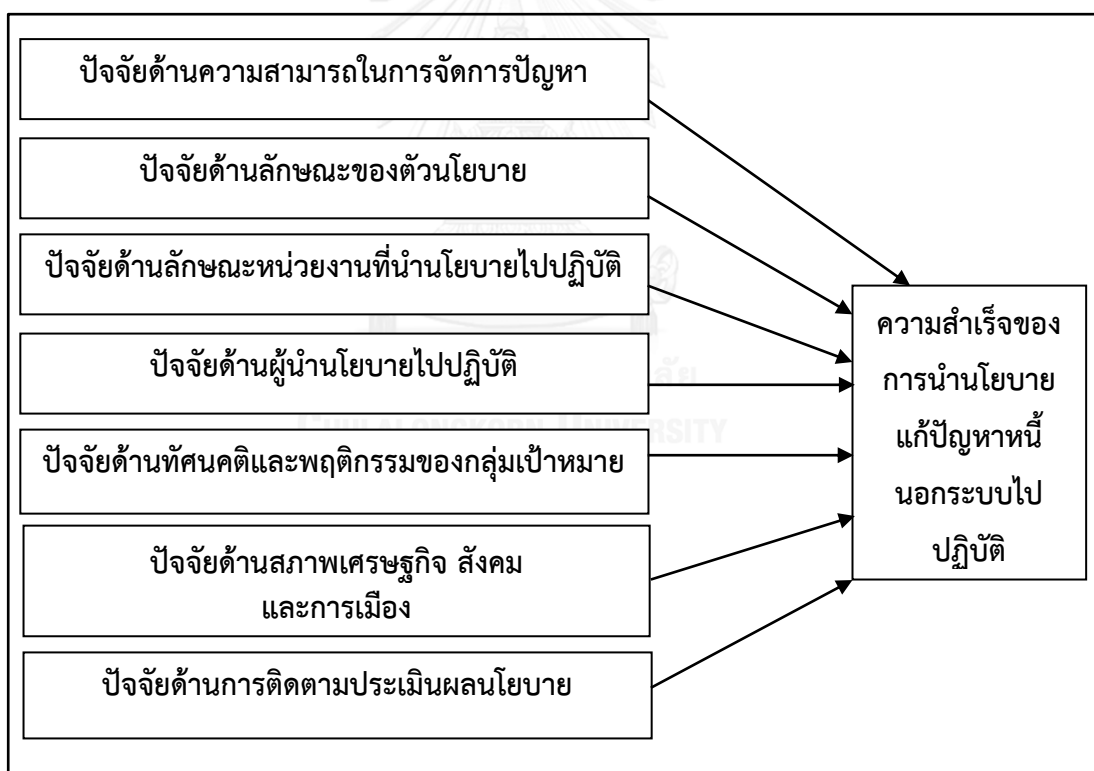 ปัจจัยด้านความสามารถในการจัดการปัญหา
ปัจจัยด้านลักษณะของตัวนโยบาย
ปัจจัยด้านลักษณะหน่วยงานที่นำนโยบายไปปฏิบัติ
ปัจจัยด้านผู้นำนโยบายไปปฏิบัติ
ปัจจัยด้านทัศนคติและพฤติกรรมของกลุ่มเป้าหมาย
ปัจจัยด้านสภาพเศรษฐกิจ สังคม
และการเมือง
ปัจจัยด้านการติดตามประเมินผลนโยบาย
ความสำเร็จของ
การนำนโยบาย
แก้ปัญหาหนี้
นอกระบบไป
ปฏิบัติ
ลัย
CHULALONGKORN UNIVERSITY